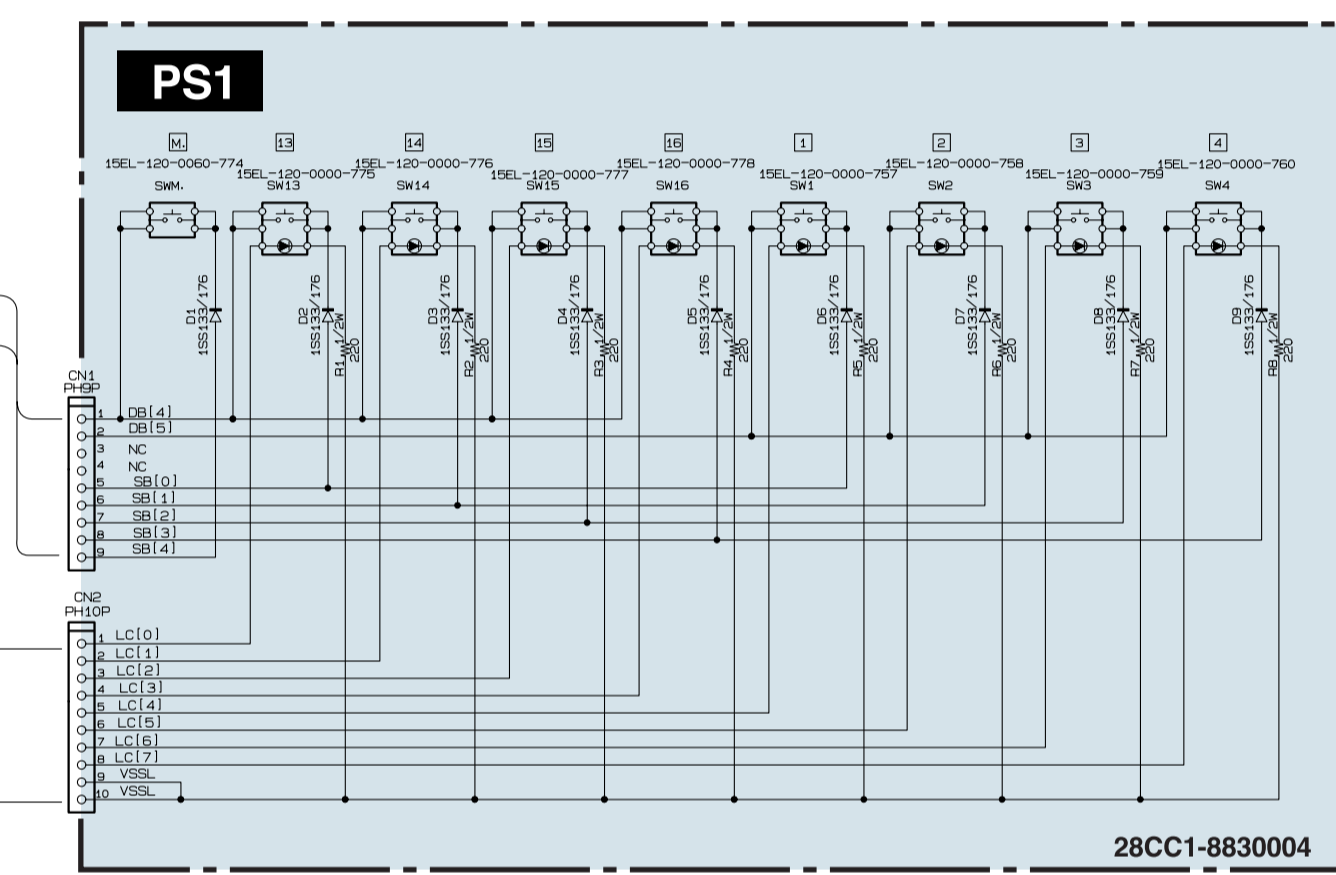 PS1
M. 13 14 15 16 1 2 3 4
15EL-120-0060-774 15EL-120-0000-776 15EL-120-0000-778 15EL-120-0000-758 15EL-120-0000-760
15EL-120-0000-775 15EL-120-0000-777 15EL-120-0000-757 15EL-120-0000-759
SWM. SW13 SW14 SW15 SW16 SW1 SW2 SW3 SW4
D1 1SS133/176
D2 1SS133/176 R1 1/2W 220
D3 1SS133/176 R2 1/2W 220
D4 1SS133/176 R3 1/2W 220
D5 1SS133/176 R4 1/2W 220
D6 1SS133/176 R5 1/2W 220
D7 1SS133/176 R6 1/2W 220
D8 1SS133/176 R7 1/2W 220
D9 1SS133/176 R8 1/2W 220
CN1
PH9P
1 DB[4]
2 DB[5]
3 NC
4 NC
5 SB[0]
6 SB[1]
7 SB[2]
8 SB[3]
9 SB[4]
CN2
PH10P
1 LC[0]
2 LC[1]
3 LC[2]
4 LC[3]
5 LC[4]
6 LC[5]
7 LC[6]
8 LC[7]
9 VSSL
10 VSSL
28CC1-8830004